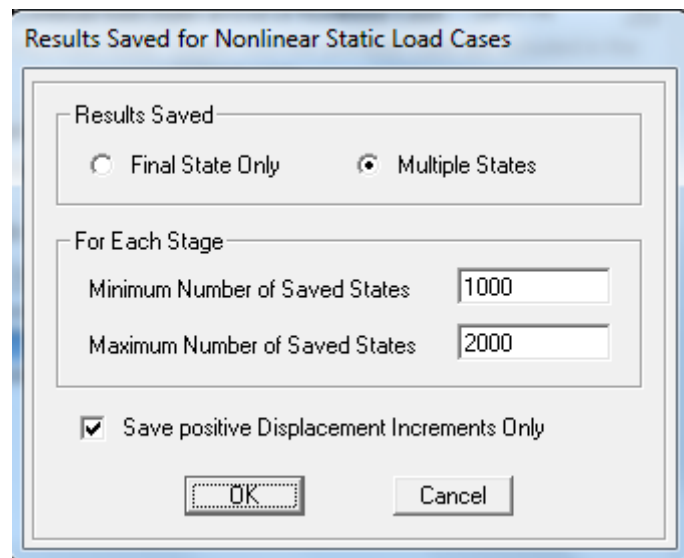 Results Saved for Nonlinear Static Load Cases
Results Saved
Final State Only Multiple States
For Each Stage
Minimum Number of Saved States 1000
Maximum Number of Saved States 2000
Save positive Displacement Increments Only
OK Cancel